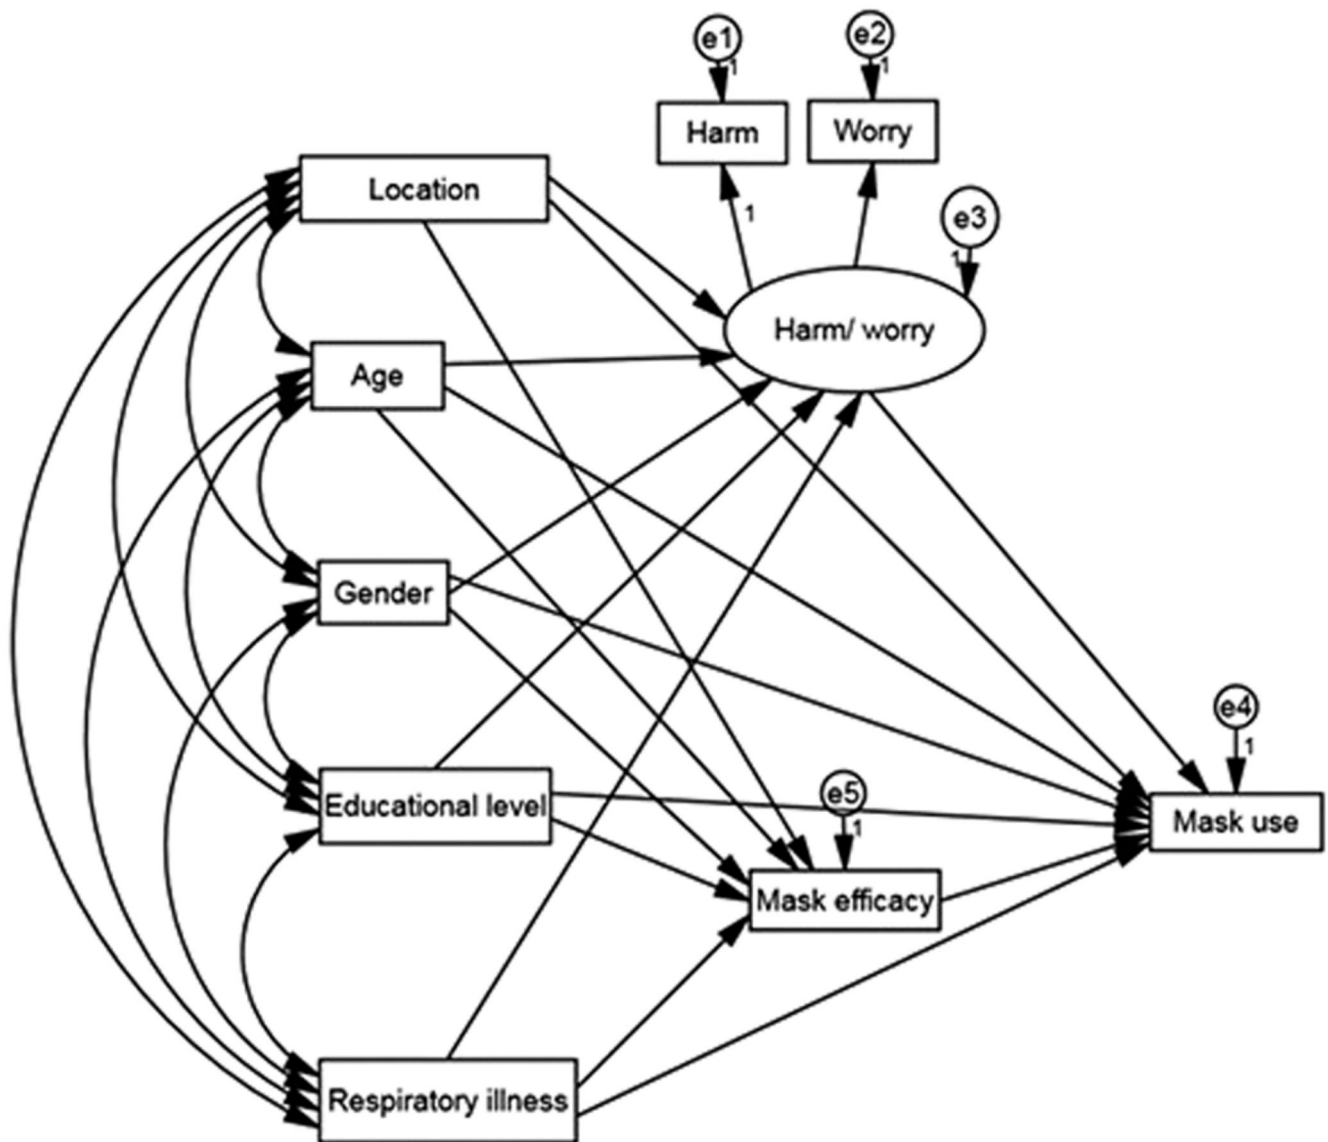 e1
e2
1
1
Harm
Worry
Location
1
e3
1
Harm/ worry
Age
Gender
e4
1
Educational level
e5
1
Mask use
Mask efficacy
Respiratory illness